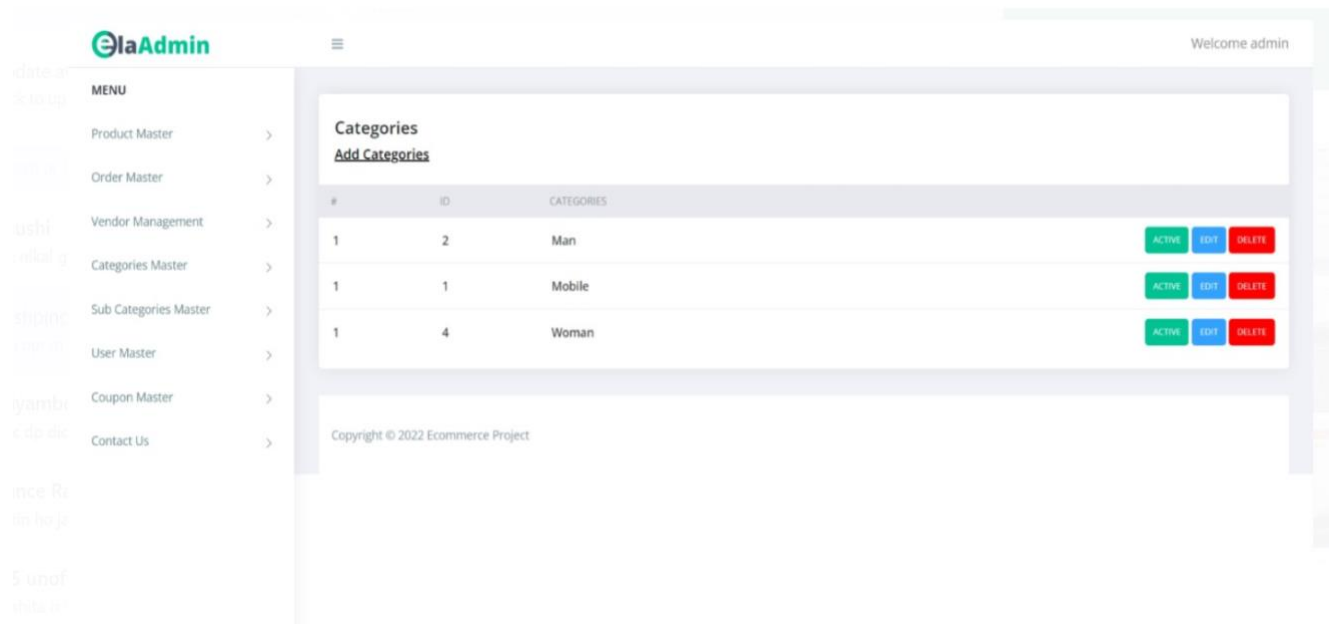 elaAdmin
Welcome admin
MENU
Product Master
Order Master
Vendor Management
Categories Master
Sub Categories Master
User Master
Coupon Master
Contact Us
Categories
Add Categories
# ID CATEGORIES
1 2 Man ACTIVE EDIT DELETE
1 1 Mobile ACTIVE EDIT DELETE
1 4 Woman ACTIVE EDIT DELETE
Copyright © 2022 Ecommerce Project